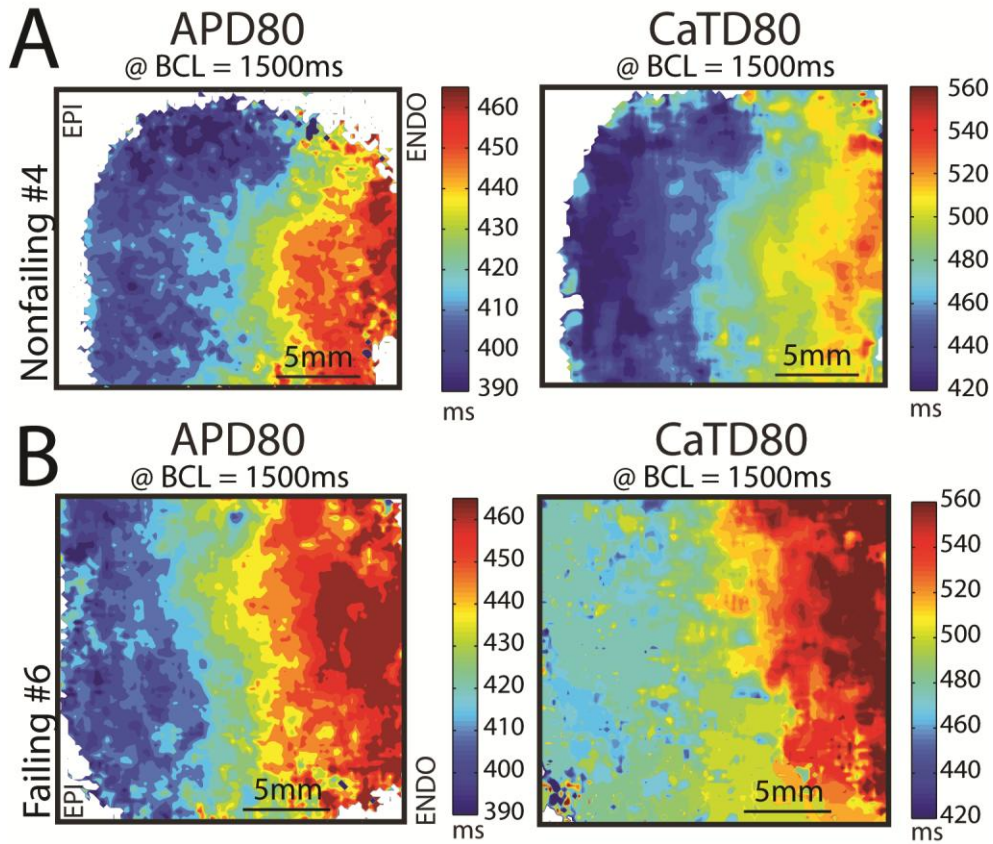 A
APD80
@ BCL = 1500ms
CaTD80
@ BCL = 1500ms
Nonfailing #4
EPI
ENDO
5mm
460
450
440
430
420
410
400
390
ms
5mm
560
540
520
500
480
460
440
420
ms
B
APD80
@ BCL = 1500ms
CaTD80
@ BCL = 1500ms
Failing #6
EPI
ENDO
5mm
460
450
440
430
420
410
400
390
ms
5mm
560
540
520
500
480
460
440
420
ms